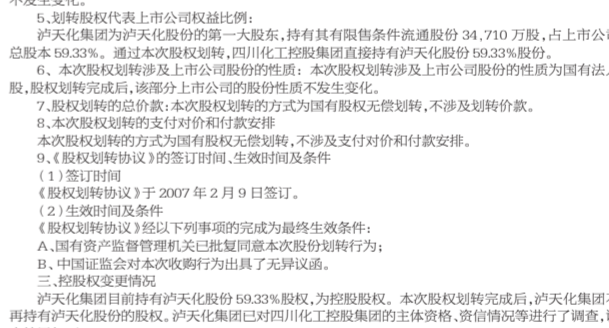 不发生变化。
5、划转股权代表上市公司权益比例：
泸天化集团为泸天化股份的第一大股东，持有其有限售条件流通股份 34,710 万股，占上市公
总股本 59.33%。通过本次股权划转，四川化工控股集团直接持有泸天化股份 59.33%股份。
6、本次股权划转涉及上市公司股份的性质：本次股权划转涉及上市公司股份的性质为国有法人
股，股权划转完成后，该部分上市公司的股份性质不发生变化。
7、股权划转的总价款：本次股权划转的方式为国有股权无偿划转，不涉及划转价款。
8、本次股权划转的支付对价和付款安排
本次股权划转的方式为国有股权无偿划转，不涉及支付对价和付款安排。
9、《股权划转协议》的签订时间、生效时间及条件
（1）签订时间
《股权划转协议》于 2007 年 2 月 9 日签订。
（2）生效时间及条件
《股权划转协议》经以下列事项的完成为最终生效条件：
A、国有资产监督管理机关已批复同意本次股份划转行为；
B、中国证监会对本次收购行为出具了无异议函。
三、控股权变更情况
泸天化集团目前持有泸天化股份 59.33%股权，为控股股东。本次股权划转完成后，泸天化集团不
再持有泸天化股份的股权。泸天化集团已对四川化工控股集团的主体资格、资信情况等进行了调查，